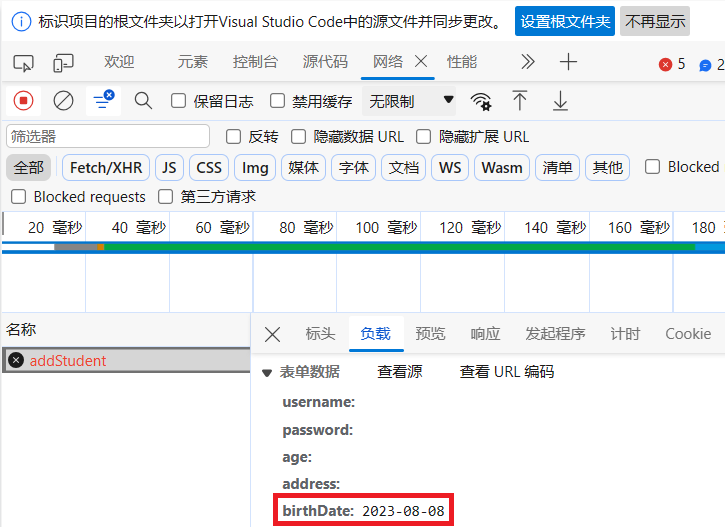 标识项目的根文件夹以打开Visual Studio Code中的源文件并同步更改。 设置根文件夹 不再显示
欢迎 元素 控制台 源代码 网络 性能 5 2
保留日志 禁用缓存 无限制
筛选器 反转 隐藏数据 URL 隐藏扩展 URL
全部 Fetch/XHR JS CSS Img 媒体 字体 文档 WS Wasm 清单 其他 Blocked
Blocked requests 第三方请求
20 毫秒 40 毫秒 60 毫秒 80 毫秒 100 毫秒 120 毫秒 140 毫秒 160 毫秒 180
名称 标头 负载 预览 响应 发起程序 计时 Cookie
addStudent
表单数据 查看源 查看 URL 编码
username:
password:
age:
address:
birthDate: 2023-08-08